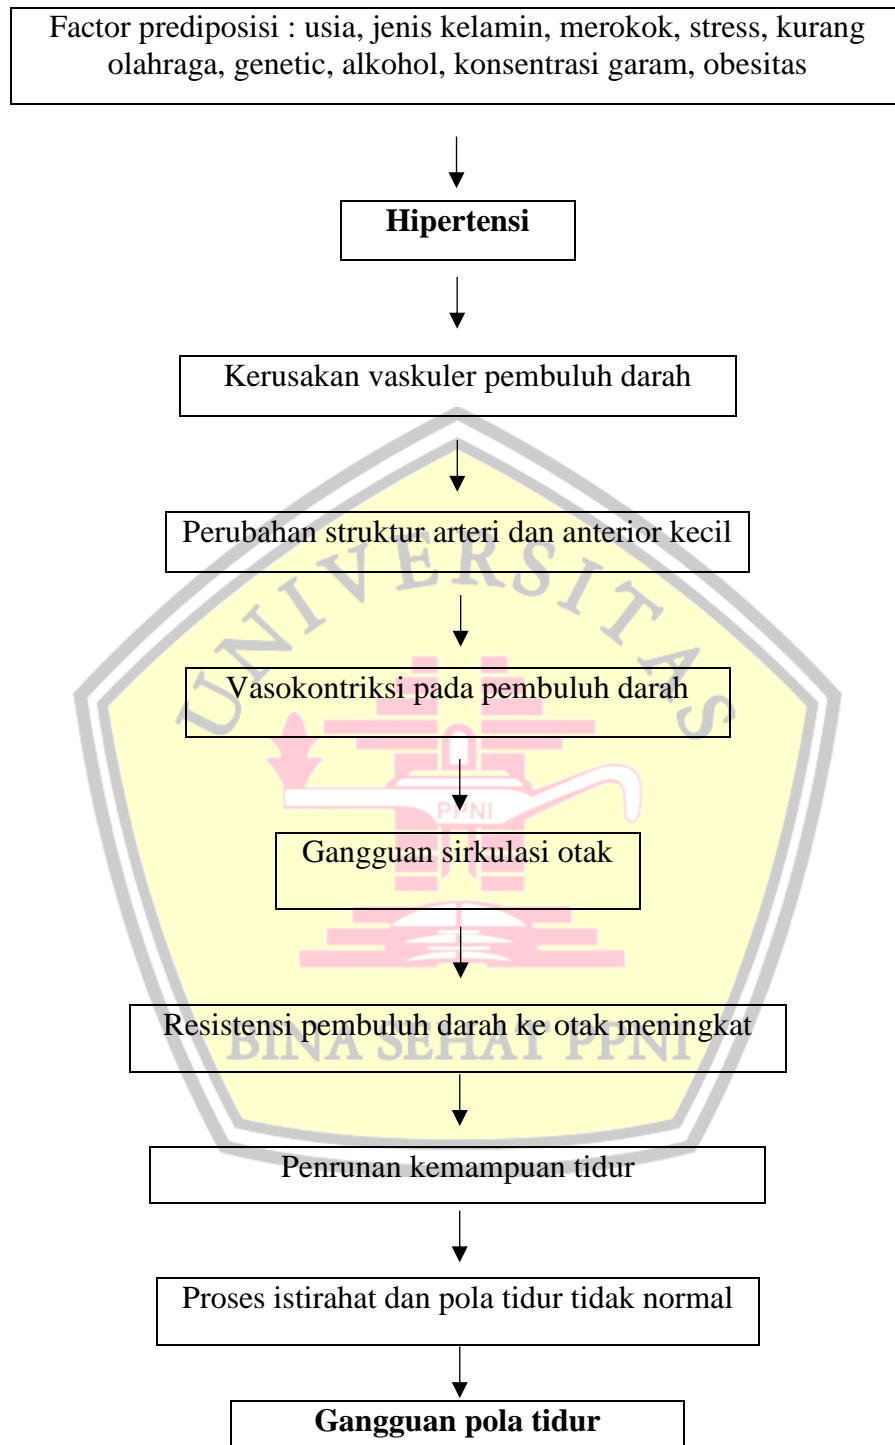 Factor prediposisi : usia, jenis kelamin, merokok, stress, kurang
olahraga, genetic, alkohol, konsentrasi garam, obesitas
Hipertensi
Kerusakan vaskuler pembuluh darah
Perubahan struktur arteri dan anterior kecil
UNIVERSITAS
Vasokontriksi pada pembuluh darah
PPNI
Gangguan sirkulasi otak
Resistensi pembuluh darah ke otak meningkat
BINA SEHAT PPNI
Penrunan kemampuan tidur
Proses istirahat dan pola tidur tidak normal
Gangguan pola tidur